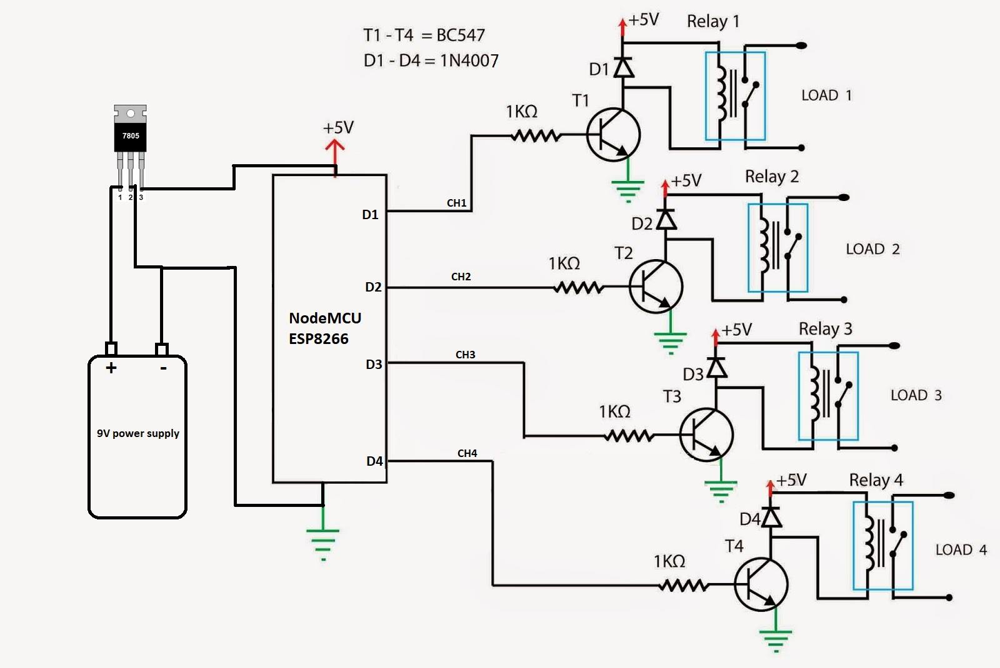 T1 - T4 = BC547
D1 - D4 = 1N4007
+5V
Relay 1
D1
T1
1KΩ
LOAD 1
7805
1 2 3
+5V
CH1
D1
+5V
Relay 2
D2
T2
1KΩ
LOAD 2
CH2
D2
NodeMCU
ESP8266
+5V
Relay 3
D3
T3
1KΩ
LOAD 3
CH3
D3
+ -
9V power supply
CH4
D4
+5V
Relay 4
D4
T4
1KΩ
LOAD 4